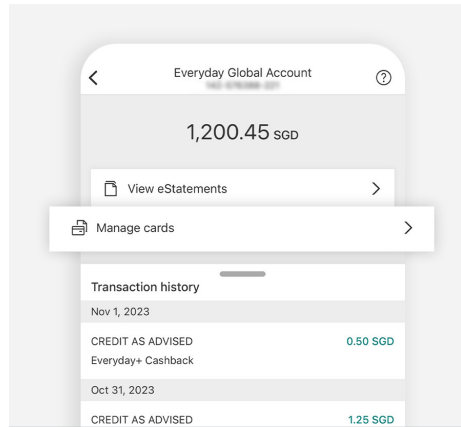 Everyday Global Account
1,200.45 SGD
View eStatements
Manage cards
Transaction history
Nov 1, 2023
CREDIT AS ADVISED 0.50 SGD
Everyday+ Cashback
Oct 31, 2023
CREDIT AS ADVISED 1.25 SGD